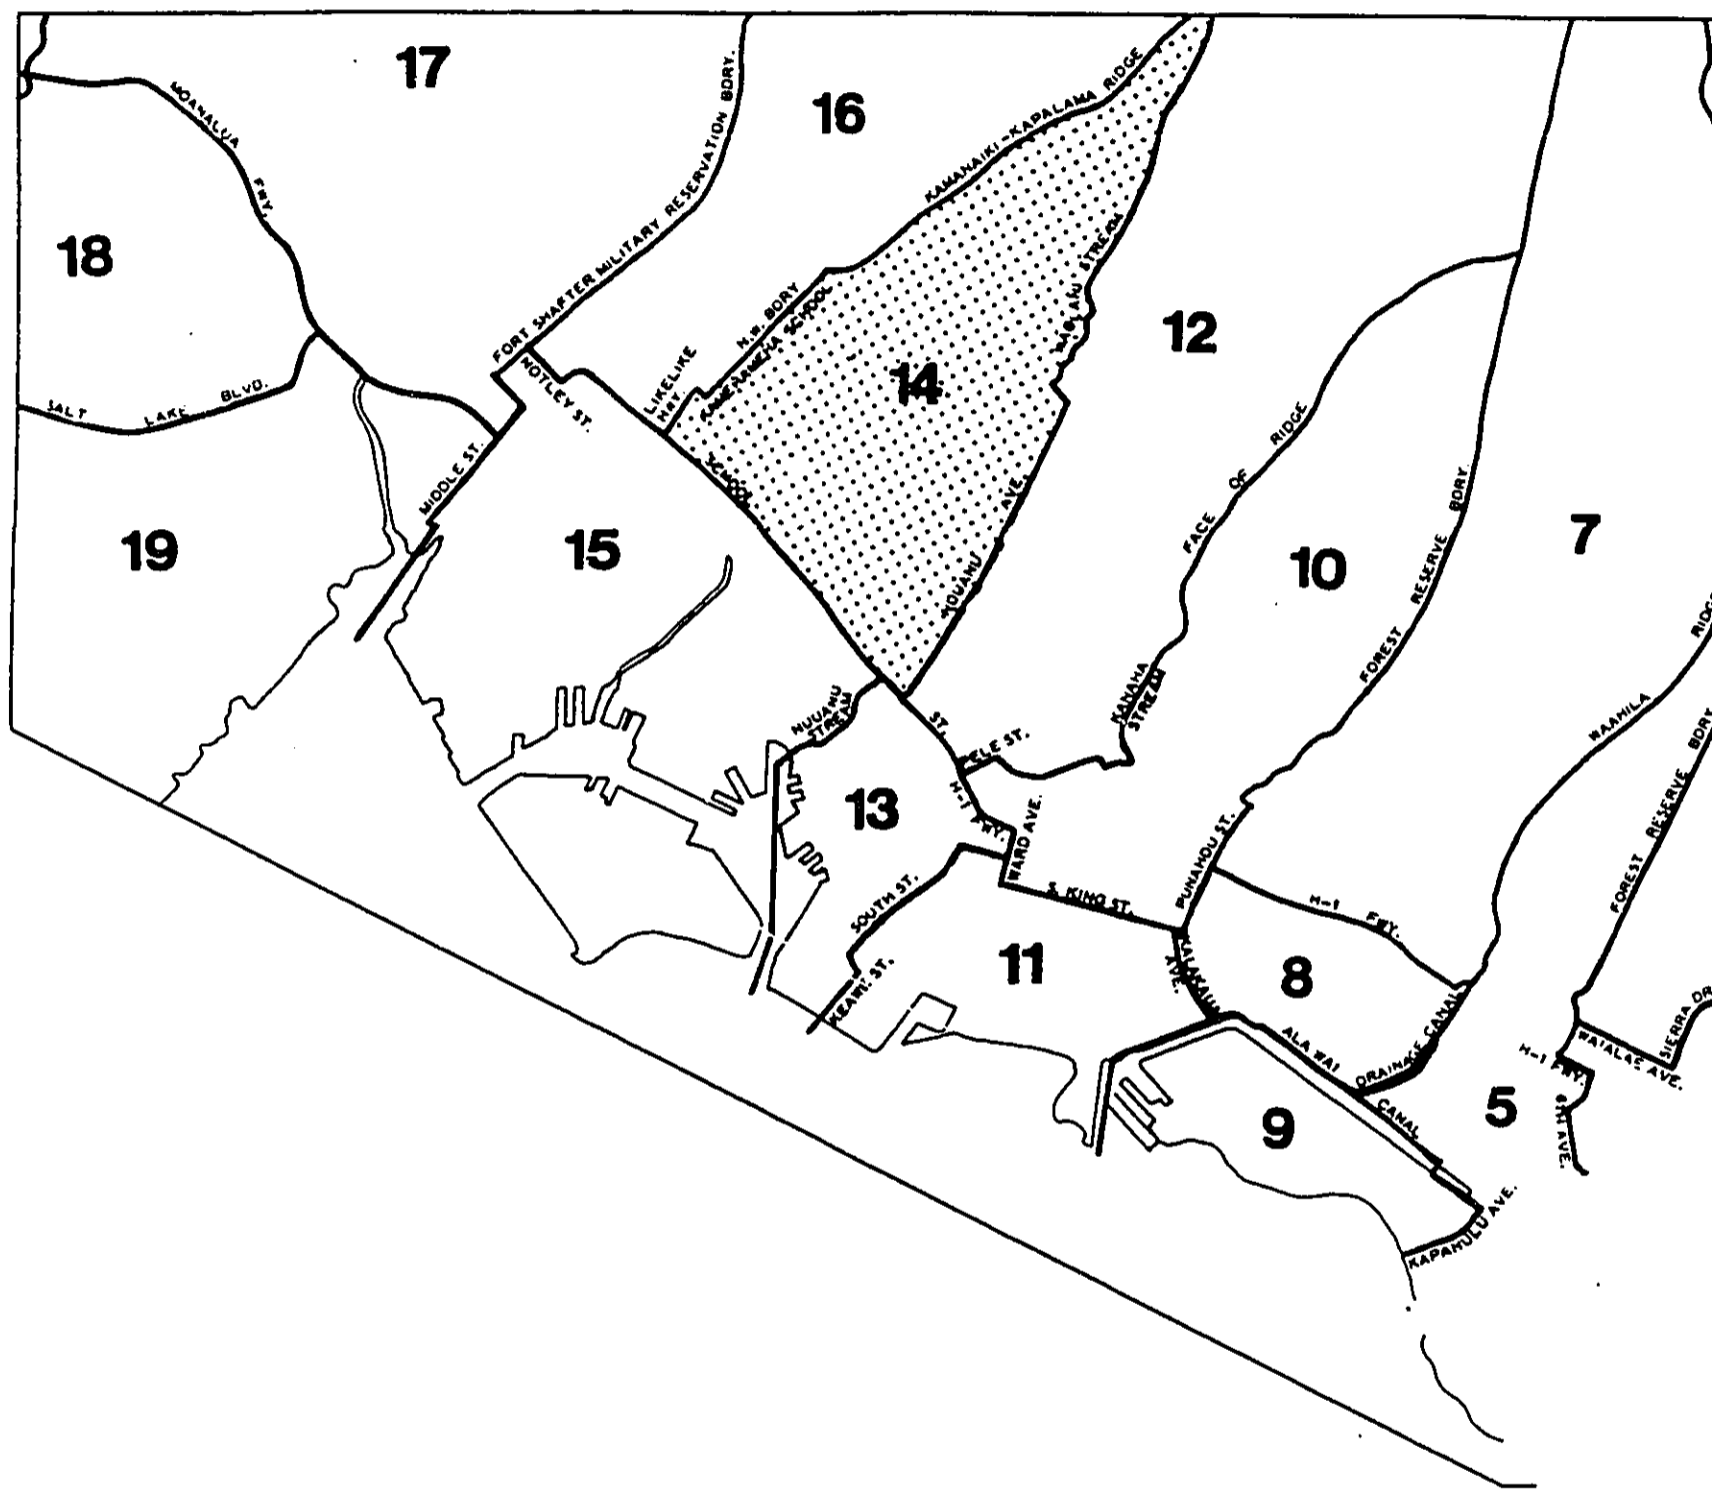 17
MOANALUA
FWY.
16
FORT SHAFTER MILITARY RESERVATION BDRY.
KAMANAIKI-KAPALAMA RIDGE
18
N.W. BDRY
KAMEHAMEHA SCHOOL
LIKELIKE
HWY.
NOTLEY ST.
14
12
SALT LAKE BLVD.
MIDDLE ST.
SCHOOL
ST.
NUUANU AVE.
STREAM
FACE OF RIDGE
19
15
10
7
FOREST RESERVE BDRY.
KANAHA
STREAM
NUUANU
STREAM
PELE ST.
H-1
FWY.
WARD AVE.
13
SOUTH ST.
KEAWE ST.
S. KING ST.
PUNAHOU ST.
H-1 FWY.
WAAHILA
RIDGE
FOREST RESERVE BDRY
11
KALAKAUA
AVE.
8
ALA WAI
CANAL
DRAINAGE CANAL
9
KAPAHULU AVE.
5
H-1
FWY.
6TH AVE.
WAIALAE AVE.
SIERRA DR